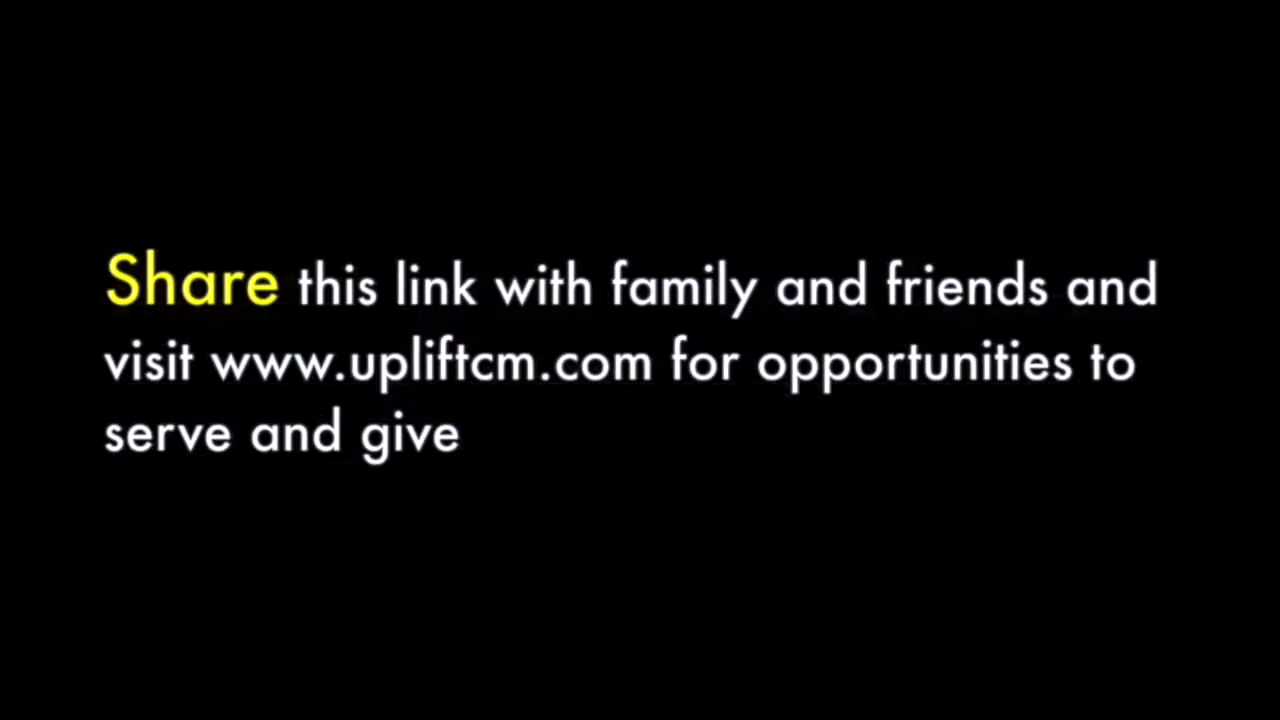 Share this link with family and friends and
visit www.upliftcm.com for opportunities to
serve and give